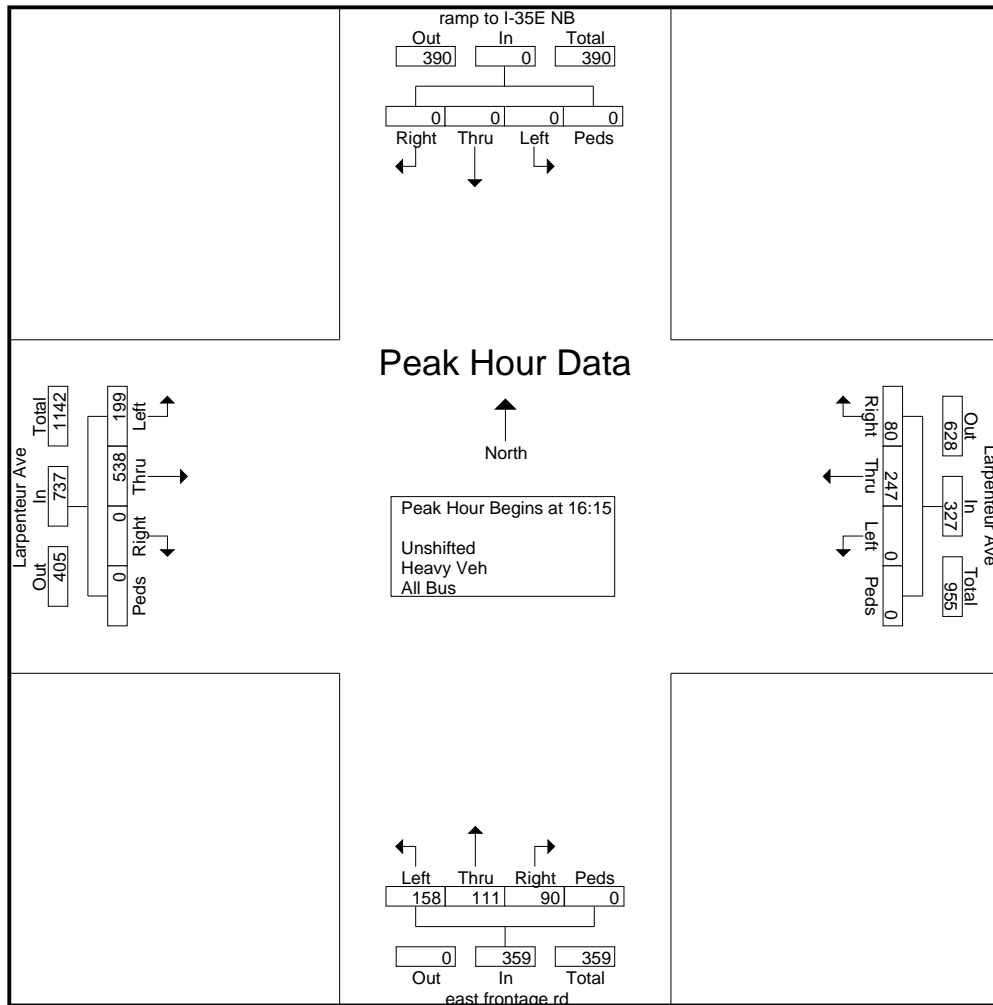 ramp to I-35E NB
Out In Total
390 0 390
0 0 0 0
Right Thru Left Peds
Peak Hour Data
North
Peak Hour Begins at 16:15
Unshifted
Heavy Veh
All Bus
Larpenteur Ave
Total In Out
1142 737 405
199 538 0 0
Left Thru Right Peds
Larpenteur Ave
Out In Total
628 327 955
80 247 0 0
Right Thru Left Peds
Left Thru Right Peds
158 111 90 0
0 359 359
Out In Total
east frontage rd